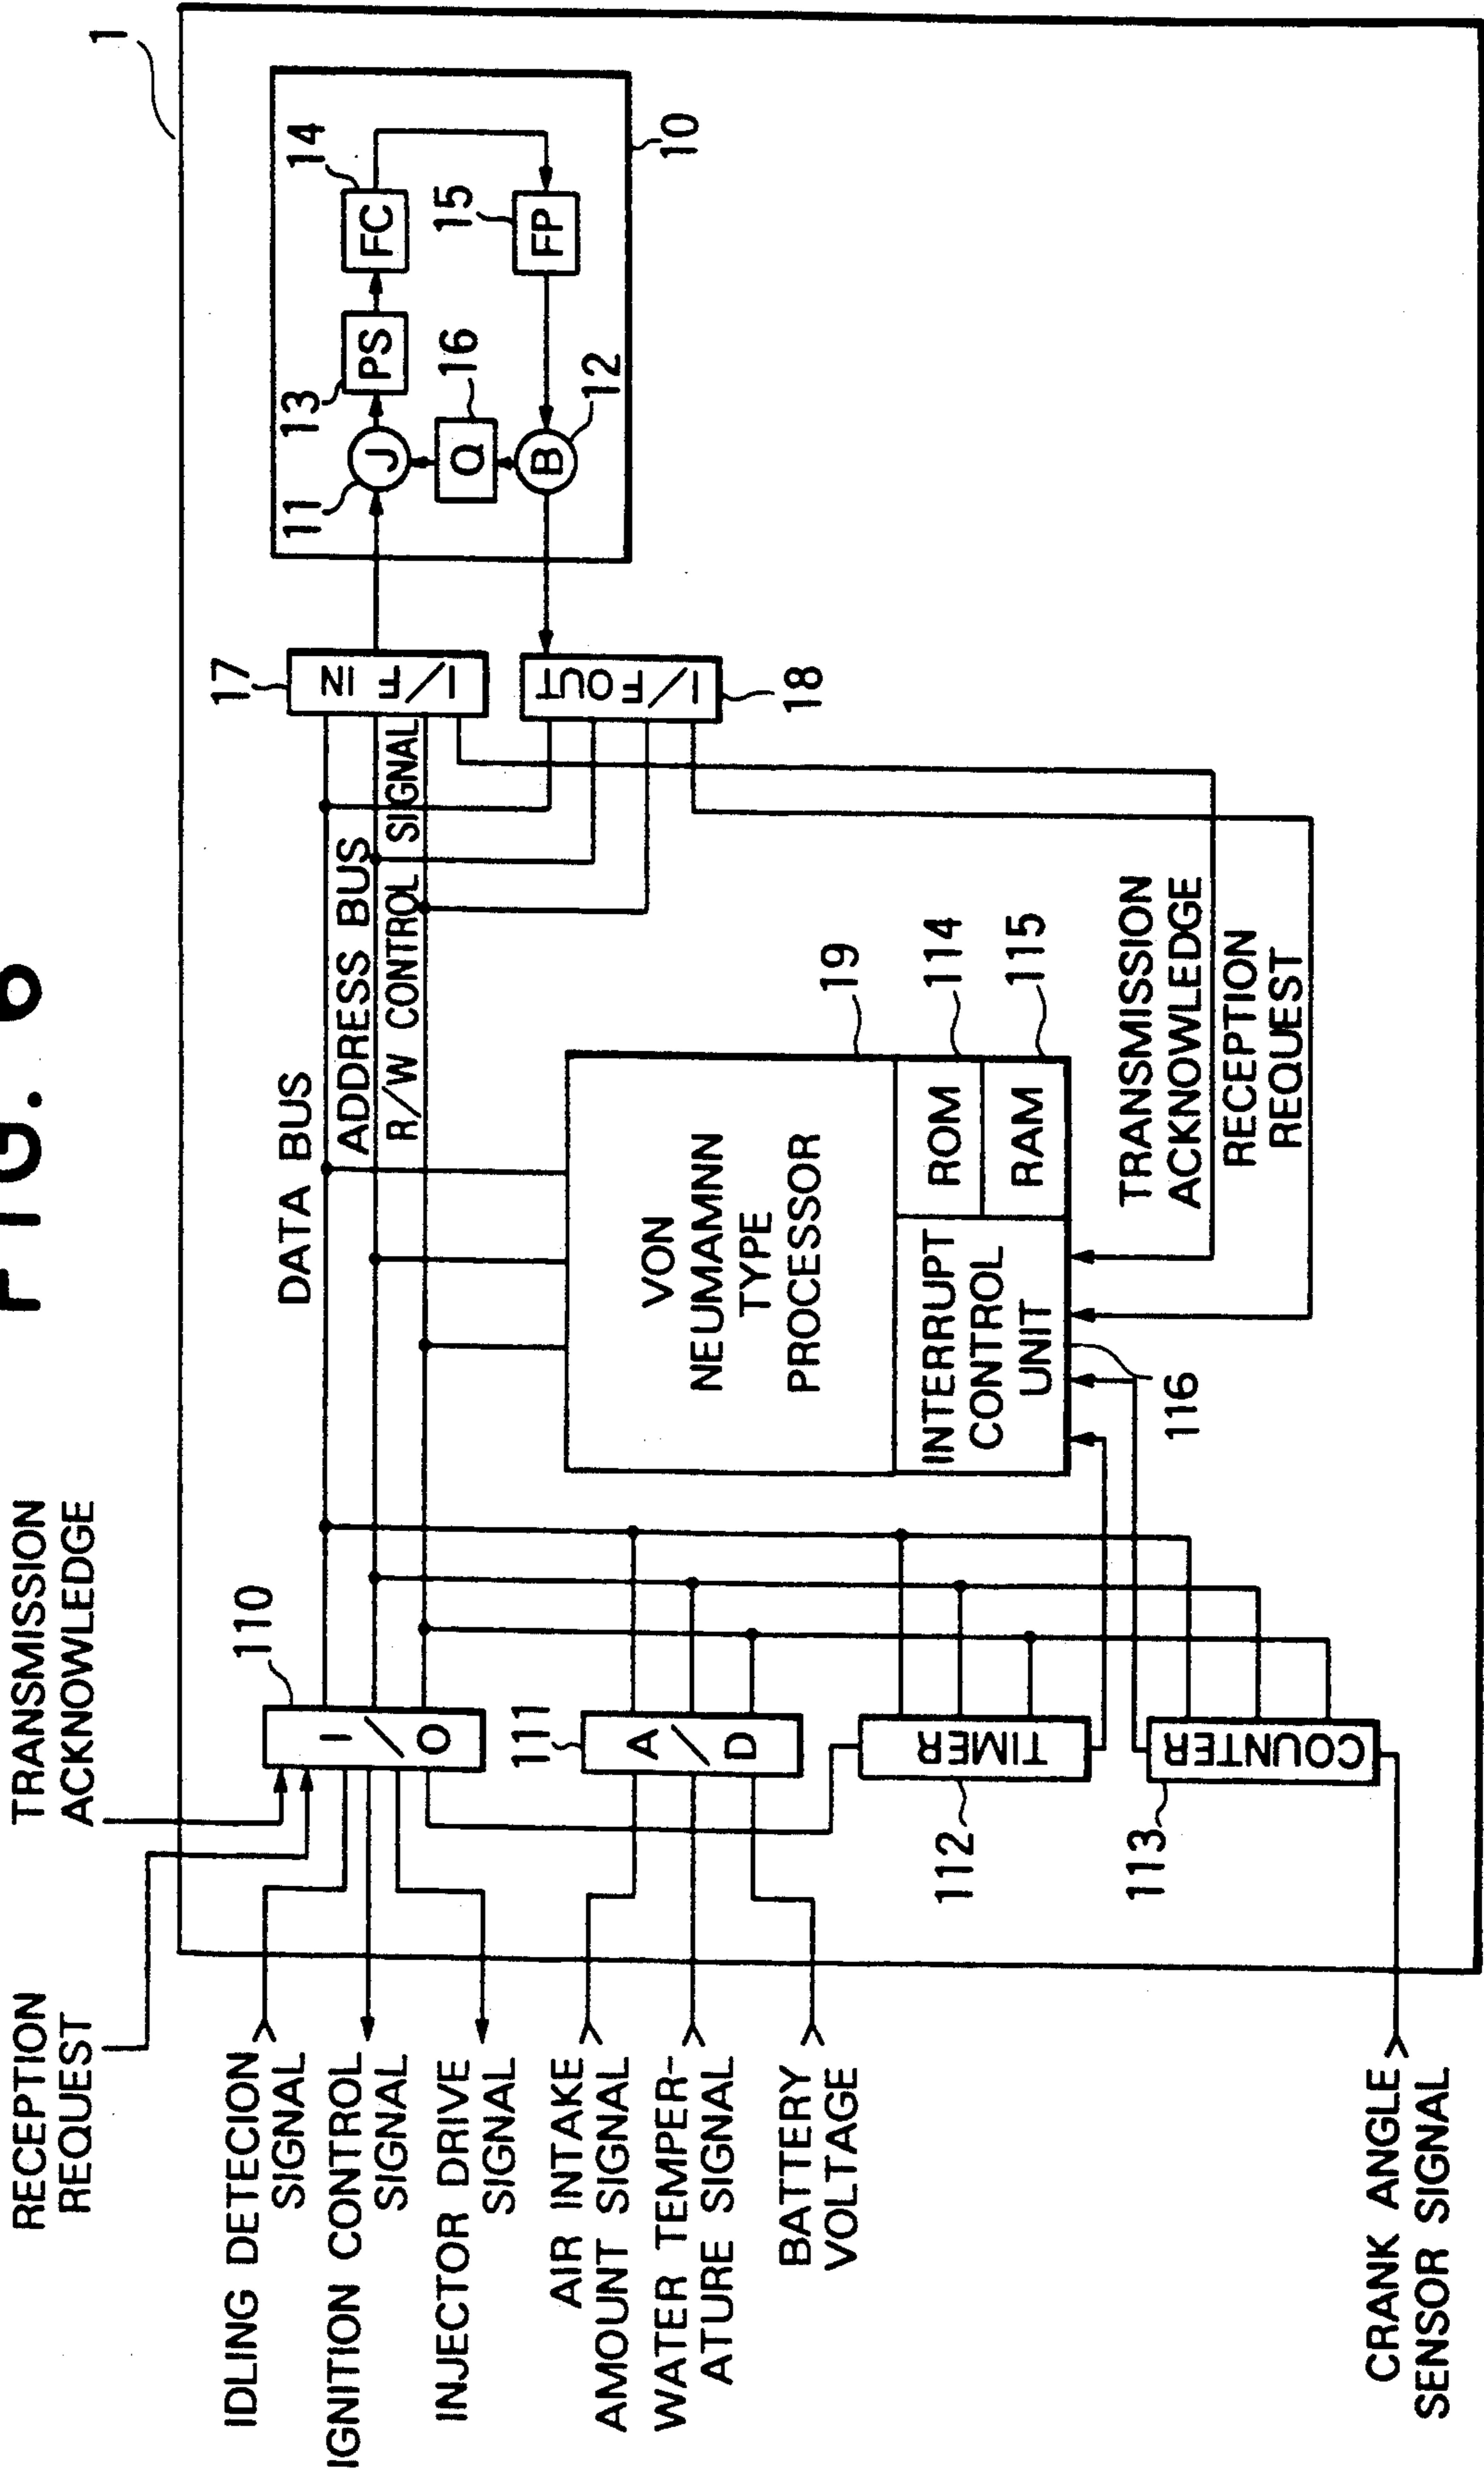 FIG. 6
1
RECEPTION
REQUEST
TRANSMISSION
ACKNOWLEDGE
IDLING DETECION
SIGNAL
IGNITION CONTROL
SIGNAL
INJECTOR DRIVE
SIGNAL
AIR INTAKE
AMOUNT SIGNAL
WATER TEMPER-
ATURE SIGNAL
BATTERY
VOLTAGE
CRANK ANGLE
SENSOR SIGNAL
110
I/O
111
A/D
112
TIMER
113
COUNTER
DATA BUS
ADDRESS BUS
R/W CONTROL SIGNAL
VON
NEUMAMNN
TYPE
PROCESSOR
19
INTERRUPT
CONTROL
UNIT
116
ROM
114
RAM
115
TRANSMISSION
ACKNOWLEDGE
RECEPTION
REQUEST
17
I/F IN
I/F OUT
18
11
J
13
PS
14
FC
15
FP
16
Q
B
12
10